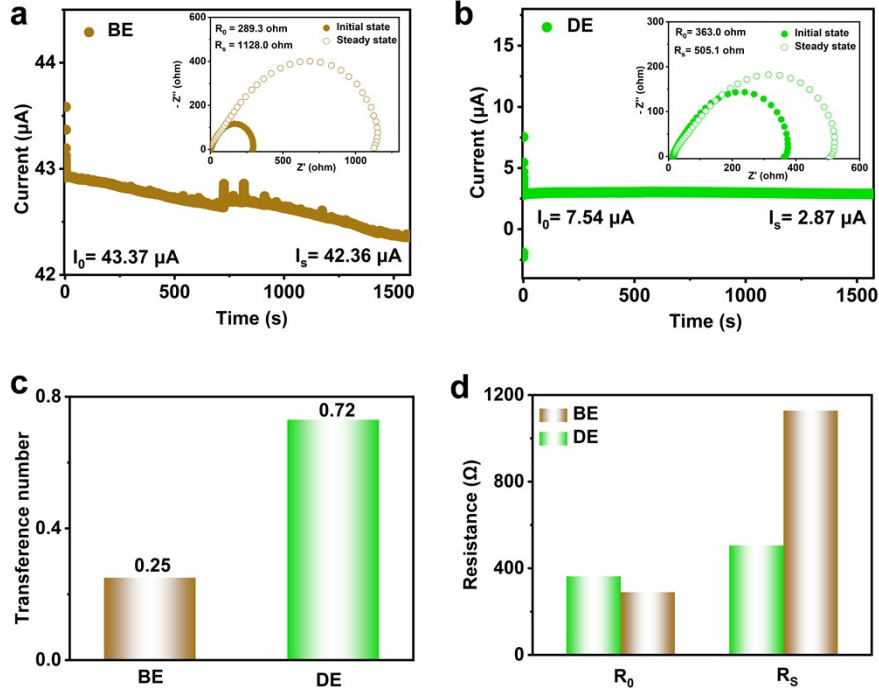 a
BE
R0 = 289.3 ohm
Rs = 1128.0 ohm
Initial state
Steady state
- Z'' (ohm)
-600
-400
-200
0
0 500 1000
Z' (ohm)
Current (µA)
44
43
42
I0= 43.37 µA
Is= 42.36 µA
0 500 1000 1500
Time (s)
b
DE
R0= 363.0 ohm
Rs= 505.1 ohm
Initial state
Steady state
- Z'' (ohm)
-300
-200
-100
0
0 200 400 600
Z' (ohm)
Current (µA)
15
10
5
0
I0= 7.54 µA
Is= 2.87 µA
0 500 1000 1500
Time (s)
c
Transference number
0.8
0.4
0.0
0.25
0.72
BE DE
d
BE
DE
Resistance (Ω)
1200
800
400
0
R0 RS